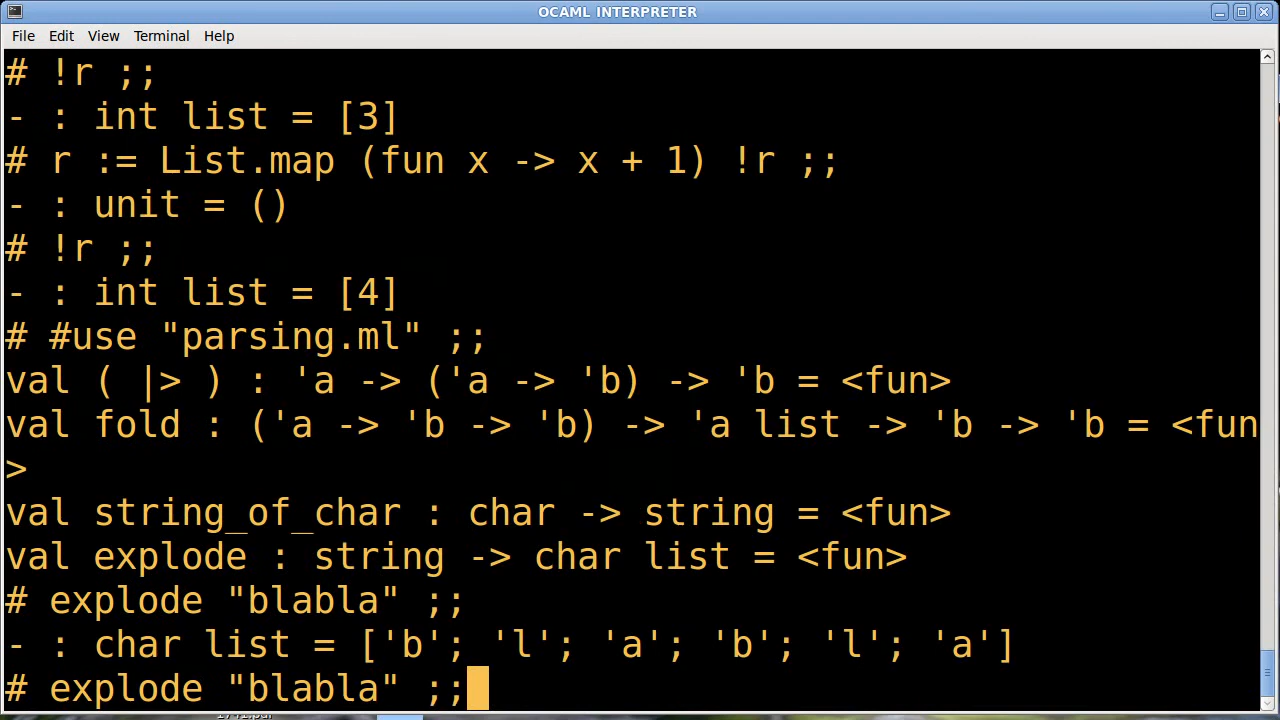 OCAML INTERPRETER
File Edit View Terminal Help
# !r ;;
- : int list = [3]
# r := List.map (fun x -> x + 1) !r ;;
- : unit = ()
# !r ;;
- : int list = [4]
# #use "parsing.ml" ;;
val ( |> ) : 'a -> ('a -> 'b) -> 'b = <fun>
val fold : ('a -> 'b -> 'b) -> 'a list -> 'b -> 'b = <fun
>
val string_of_char : char -> string = <fun>
val explode : string -> char list = <fun>
# explode "blabla" ;;
- : char list = ['b'; 'l'; 'a'; 'b'; 'l'; 'a']
# explode "blabla" ;;